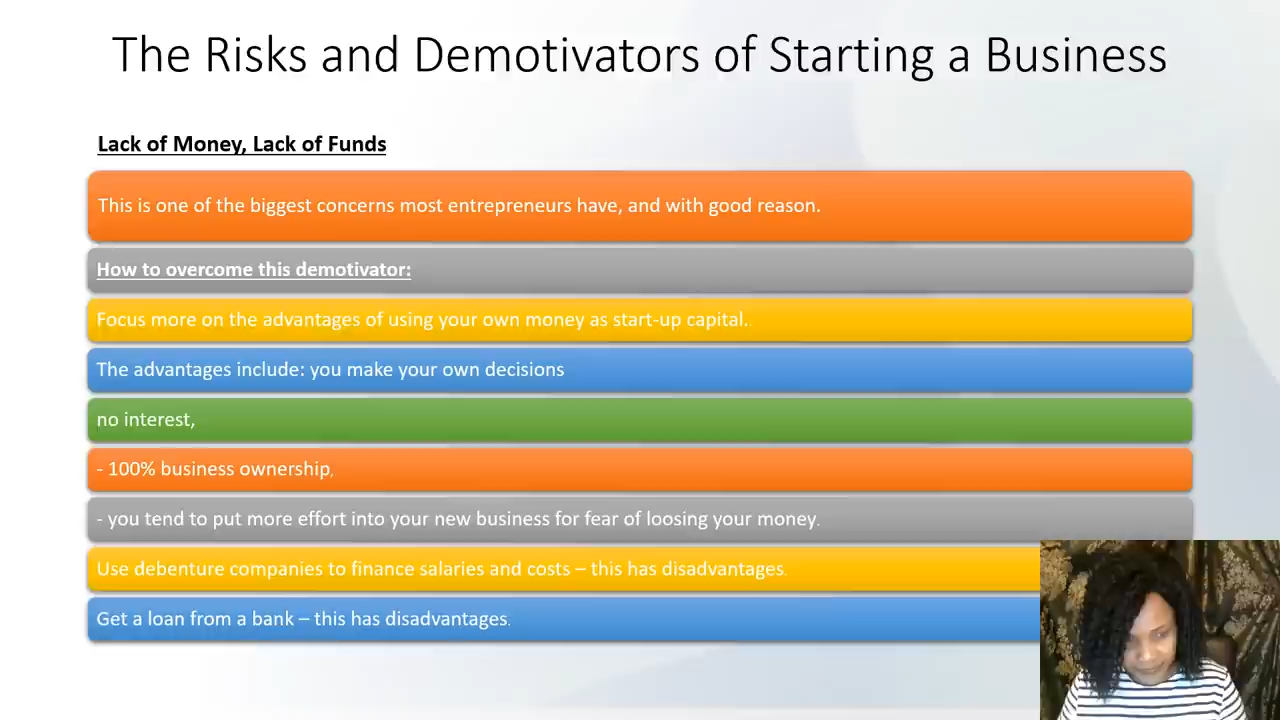 The Risks and Demotivators of Starting a Business
Lack of Money, Lack of Funds
This is one of the biggest concerns most entrepreneurs have, and with good reason.
How to overcome this demotivator:
Focus more on the advantages of using your own money as start-up capital.
The advantages include: you make your own decisions
no interest,
- 100% business ownership,
- you tend to put more effort into your new business for fear of loosing your money.
Use debenture companies to finance salaries and costs – this has disadvantages.
Get a loan from a bank – this has disadvantages.